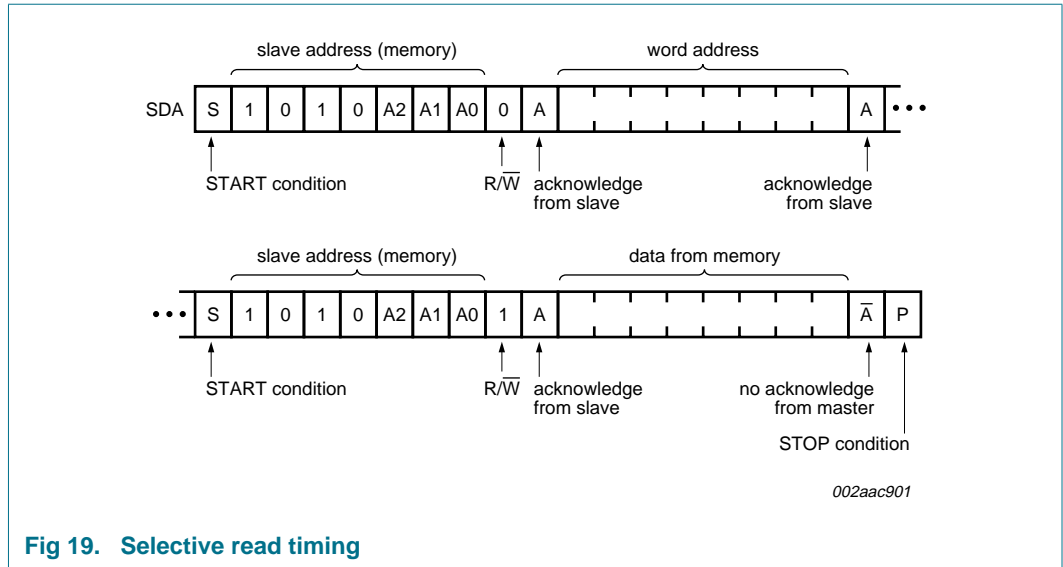 slave address (memory) word address
SDA S 1 0 1 0 A2 A1 A0 0 A A •••
START condition R/W̅ acknowledge from slave acknowledge from slave
slave address (memory) data from memory
••• S 1 0 1 0 A2 A1 A0 1 A A̅ P
START condition R/W̅ acknowledge from slave no acknowledge from master
STOP condition
002aac901
Fig 19. Selective read timing